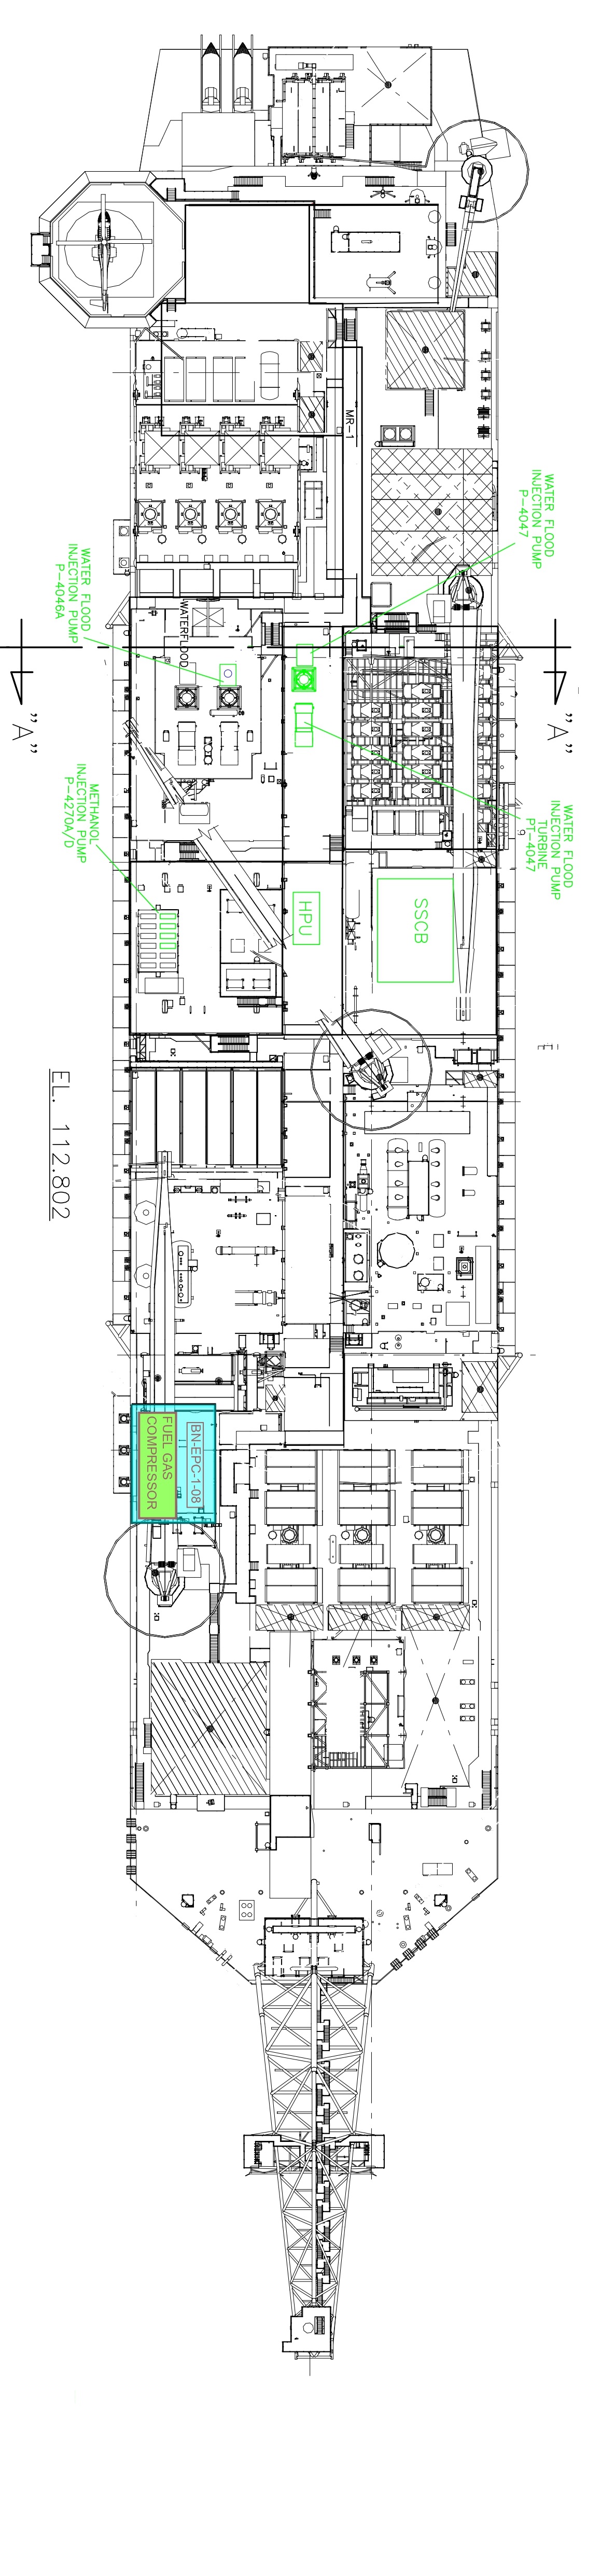 MR-1
WATER FLOOD
INJECTION PUMP
P-4047
WATER FLOOD
INJECTION PUMP
P-4046A
WATERFLOOD
"A"
"A"
WATER FLOOD
INJECTION PUMP
TURBINE
PT-4047
METHANOL
INJECTION PUMP
P-4270A/D
HPU
SSCB
EL. 112.802
BN-EPC-1-08
FUEL GAS
COMPRESSOR